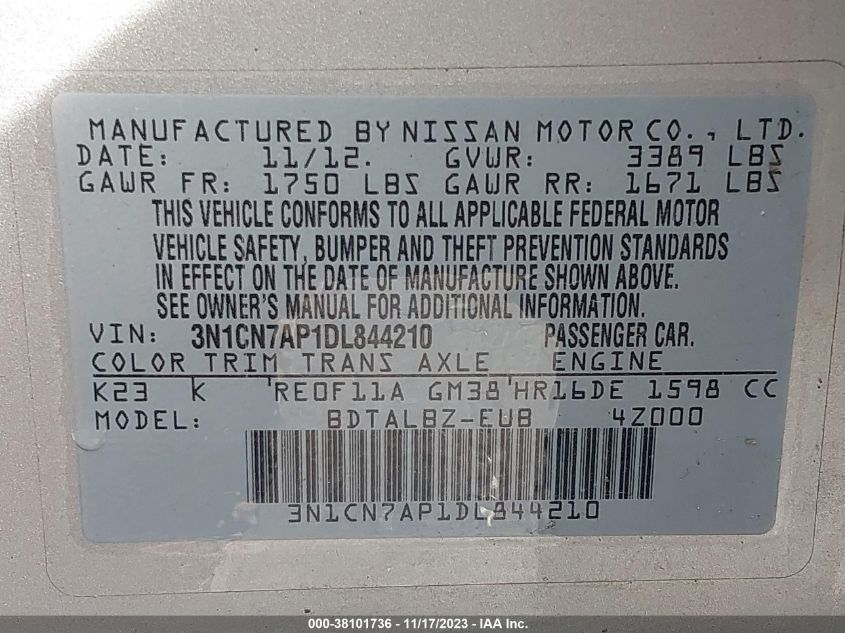 MANUFACTURED BY NISSAN MOTOR CO., LTD.
DATE: 11/12. GVWR: 3389 LBS
GAWR FR: 1750 LBS GAWR RR: 1671 LBS
THIS VEHICLE CONFORMS TO ALL APPLICABLE FEDERAL MOTOR
VEHICLE SAFETY, BUMPER AND THEFT PREVENTION STANDARDS
IN EFFECT ON THE DATE OF MANUFACTURE SHOWN ABOVE.
SEE OWNER'S MANUAL FOR ADDITIONAL INFORMATION.
VIN: 3N1CN7AP1DL844210 PASSENGER CAR.
COLOR TRIM TRANS AXLE ENGINE
K23 K 'RE0F11A GM38'HR16DE 1598 CC
MODEL: BDTALBZ-EUB 4Z000
3N1CN7AP1DL844210
000-38101736 - 11/17/2023 - IAA Inc.